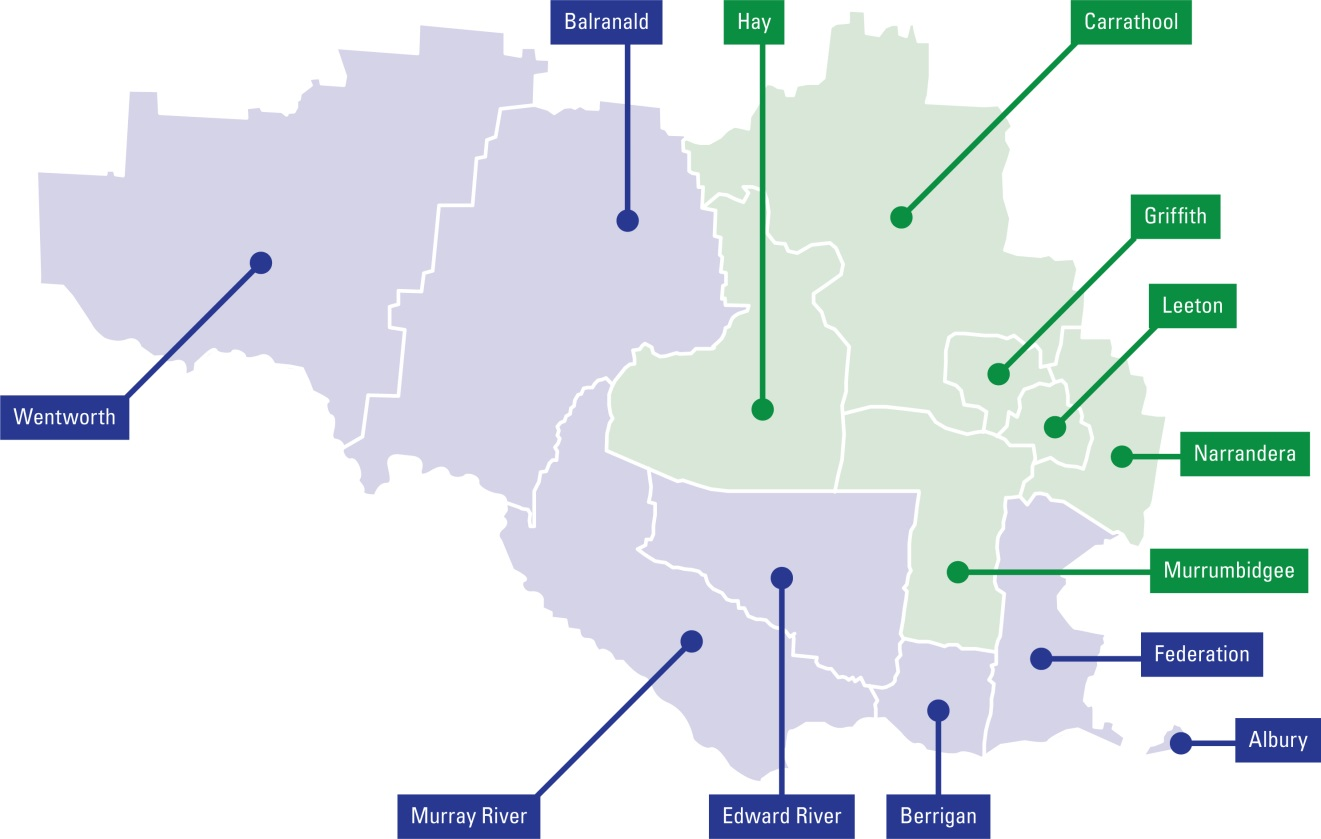 Balranald
Hay
Carrathool
Griffith
Leeton
Wentworth
Narrandera
Murrumbidgee
Federation
Albury
Murray River
Edward River
Berrigan